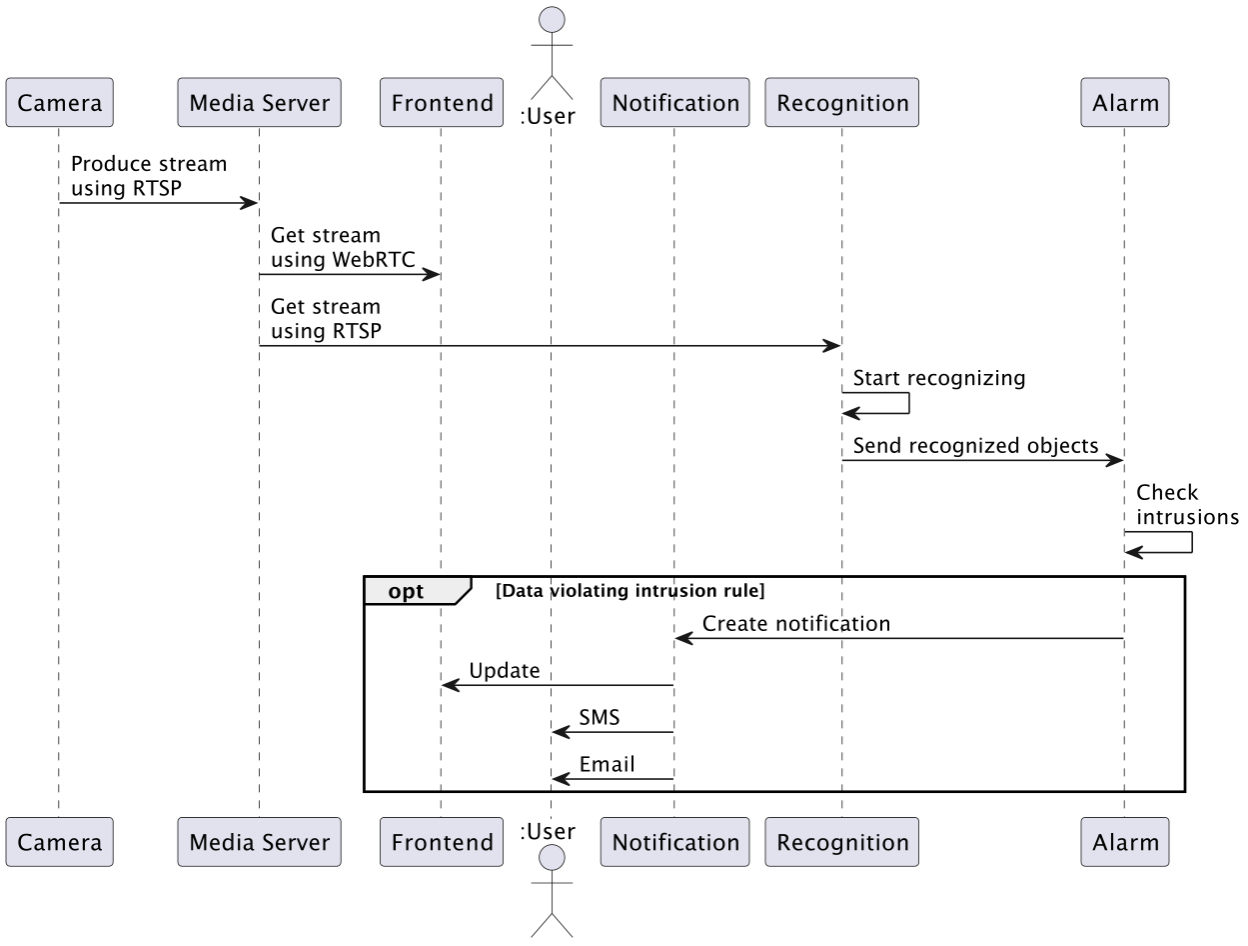 Camera
Media Server
Frontend
:User
Notification
Recognition
Alarm
Produce stream
using RTSP
Get stream
using WebRTC
Get stream
using RTSP
Start recognizing
Send recognized objects
Check
intrusions
opt
[Data violating intrusion rule]
Create notification
Update
SMS
Email
Camera
Media Server
Frontend
:User
Notification
Recognition
Alarm